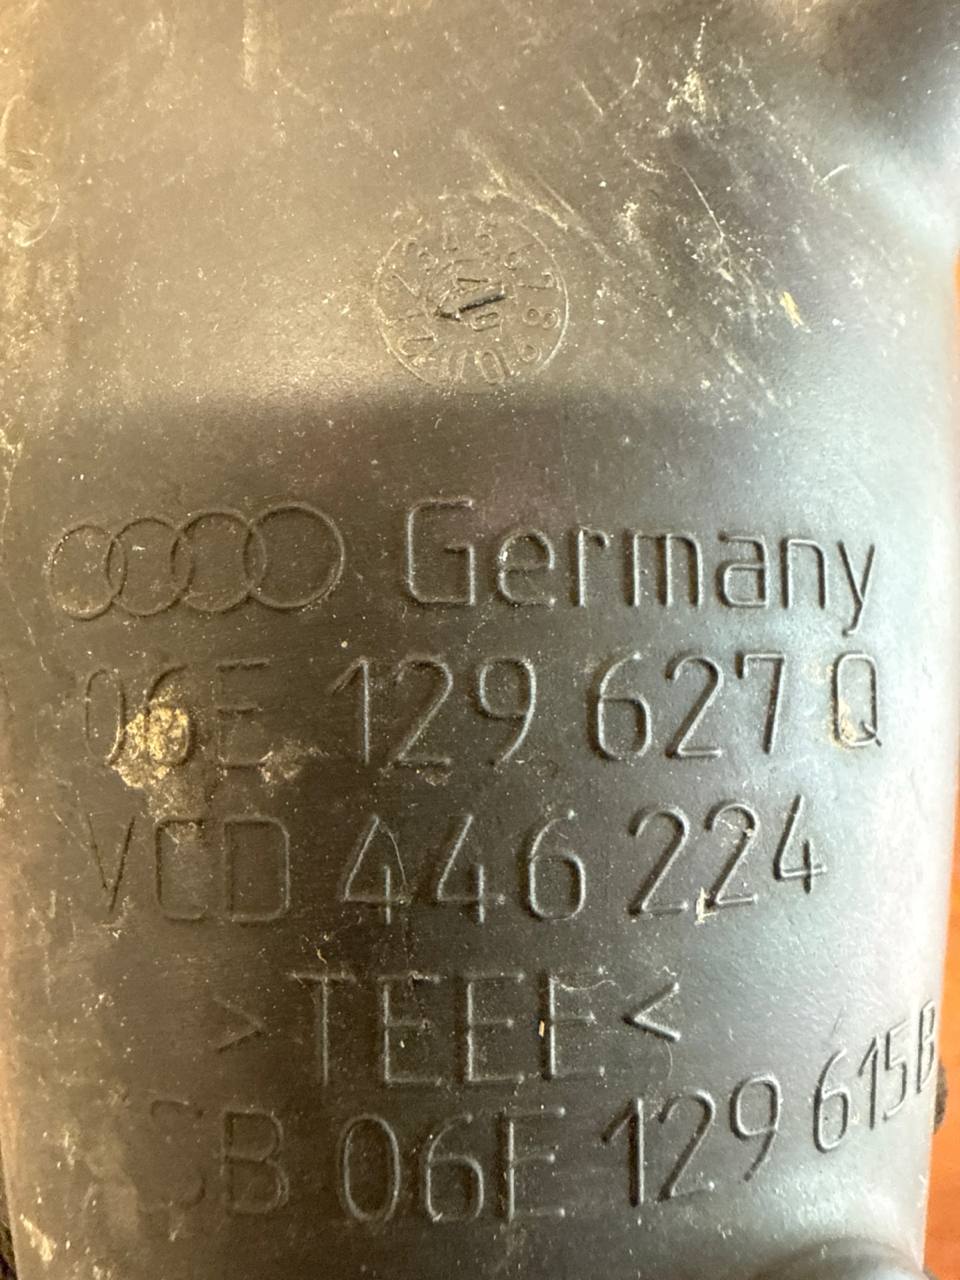 Germany
06E 129 627 Q
VCD 446 224
>TEEE<
06E 129 615B